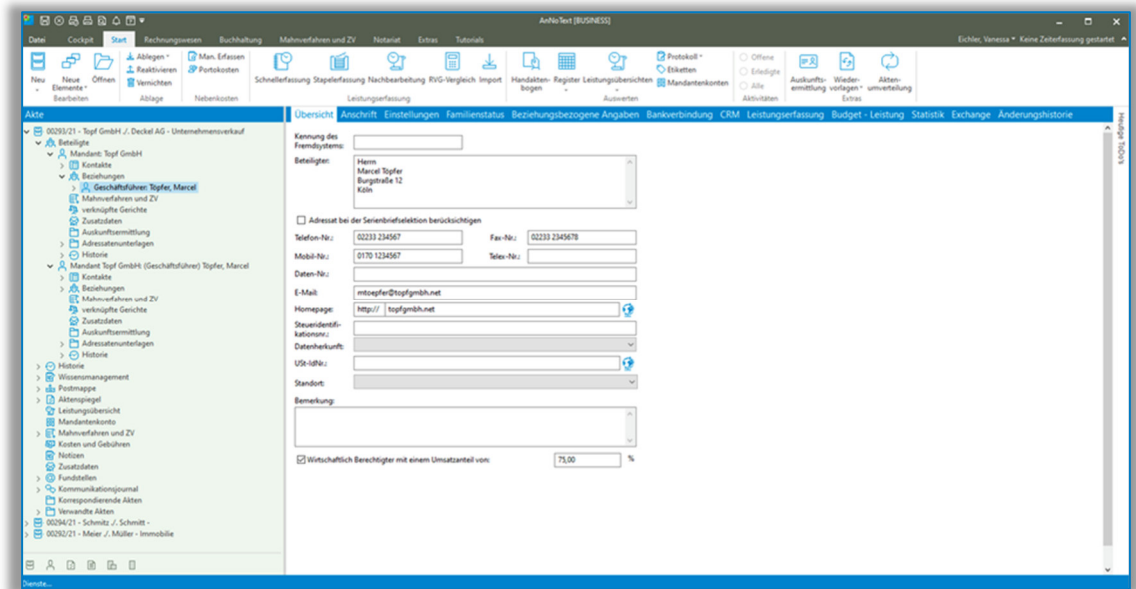 AnNoText [BUSINESS]
Datei Cockpit Start Rechnungswesen Buchhaltung Mahnverfahren und ZV Notariat Extras Tutorials Eichler, Vanessa Keine Zeiterfassung gestartet
Neu
Neue Elemente
Öffnen
Bearbeiten
Ablegen
Reaktivieren
Vernichten
Ablage
Man. Erfassen
Portokosten
Nebenkosten
Schnellerfassung Stapelerfassung Nachbearbeitung RVG-Vergleich Import
Leistungserfassung
Handakten-
bogen
Register Leistungsübersichten
Protokoll
Etiketten
Mandantenkonten
Auswerten
Offene
Erledigte
Alle
Aktivitäten
Auskunfts-
ermittlung
Wieder-
vorlagen
Akten-
umverteilung
Extras
Akte
00293/21 - Topf GmbH ./. Deckel AG - Unternehmensverkauf
Beteiligte
Mandant: Topf GmbH
Kontakte
Beziehungen
Geschäftsführer: Töpfer, Marcel
Mahnverfahren und ZV
verknüpfte Gerichte
Zusatzdaten
Auskunftsermittlung
Adressatenunterlagen
Historie
Mandant Topf GmbH: (Geschäftsführer) Töpfer, Marcel
Kontakte
Beziehungen
Mahnverfahren und ZV
verknüpfte Gerichte
Zusatzdaten
Auskunftsermittlung
Adressatenunterlagen
Historie
Historie
Wissensmanagement
Postmappe
Aktenspiegel
Leistungsübersicht
Mandantenkonto
Mahnverfahren und ZV
Kosten und Gebühren
Notizen
Zusatzdaten
Fundstellen
Kommunikationsjournal
Korrespondierende Akten
Verwandte Akten
00294/21 - Schmitz ./. Schmitt -
00292/21 - Meier ./. Müller - Immobilie
Dienste...
Übersicht Anschrift Einstellungen Familienstatus Beziehungsbezogene Angaben Bankverbindung CRM Leistungserfassung Budget - Leistung Statistik Exchange Änderungshistorie
Kennung des
Fremdsystems:
Beteiligter: Herrn
Marcel Töpfer
Burgstraße 12
Köln
Adressat bei der Serienbriefselektion berücksichtigen
Telefon-Nr.: 02233 234567 Fax-Nr.: 02233 2345678
Mobil-Nr.: 0170 1234567 Telex-Nr.:
Daten-Nr.:
E-Mail: mtoepfer@topfgmbh.net
Homepage: http:// topfgmbh.net
Steueridentifi-
kationsnr.:
Datenherkunft:
USt-IdNr.:
Standort:
Bemerkung:
Wirtschaftlich Berechtigter mit einem Umsatzanteil von: 75,00 %
Heutige ToDo's